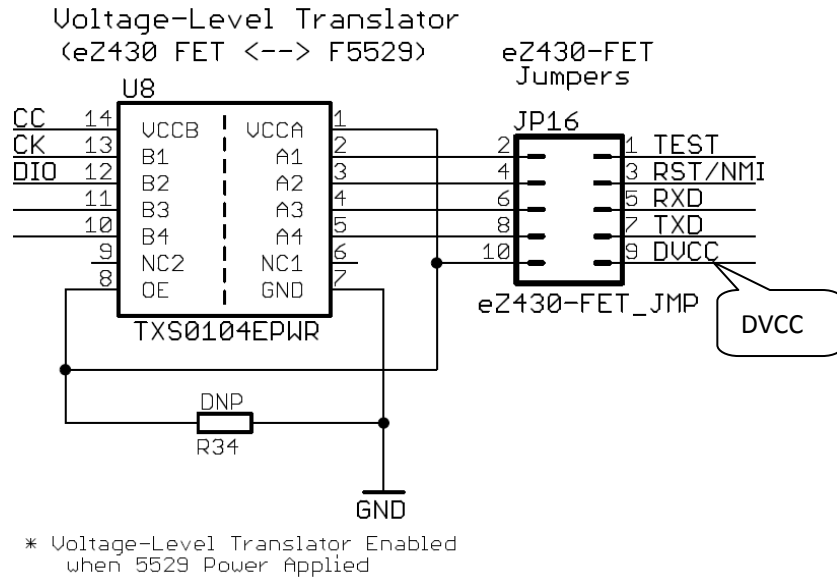 Voltage-Level Translator
(eZ430 FET <--> F5529)
eZ430-FET
Jumpers
U8
JP16
CC 14 VCCB VCCA 1
CK 13 B1 A1 2 2 1 TEST
DIO 12 B2 A2 3 4 3 RST/NMI
11 B3 A3 4 6 5 RXD
10 B4 A4 5 8 7 TXD
9 NC2 NC1 6 10 9 DVCC
8 OE GND 7
TXS0104EPWR
eZ430-FET_JMP
DVCC
DNP
R34
GND
* Voltage-Level Translator Enabled
when 5529 Power Applied